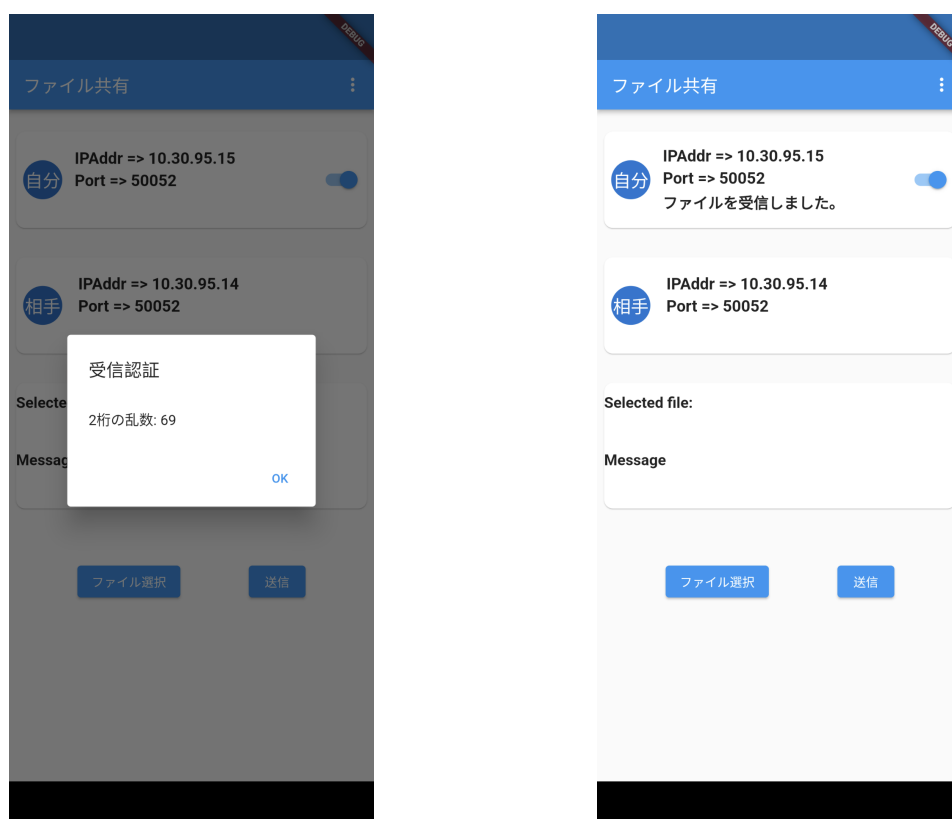 DEBUG
ファイル共有
自分
IPAddr => 10.30.95.15
Port => 50052
相手
IPAddr => 10.30.95.14
Port => 50052
受信認証
Selecte
2桁の乱数: 69
Messag
OK
ファイル選択
送信
DEBUG
ファイル共有
自分
IPAddr => 10.30.95.15
Port => 50052
ファイルを受信しました。
相手
IPAddr => 10.30.95.14
Port => 50052
Selected file:
Message
ファイル選択
送信